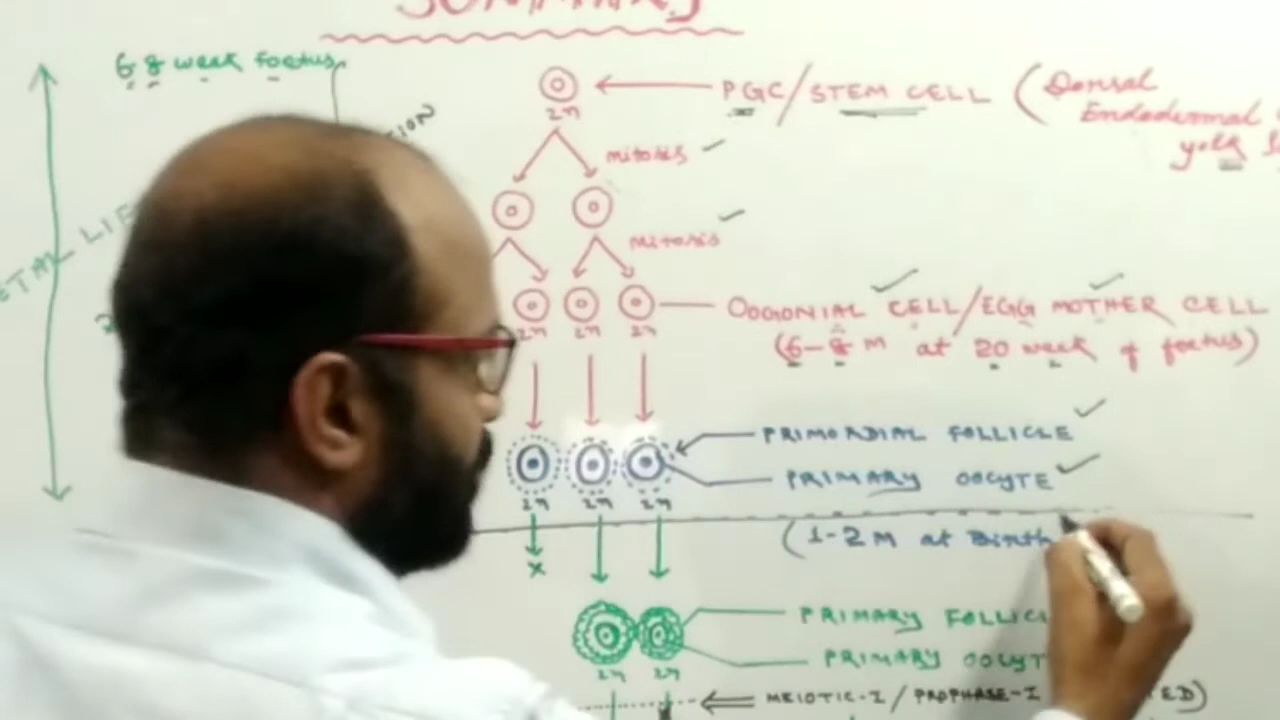 SUMMARY
6 8 week foetus
PGC/STEM CELL (Dorsal
Endodermal
yolk
2n
mitosis
mitosis
OOGONIAL CELL/EGG MOTHER CELL
2n 2n 2n
(6-8 M at 20 week of foetus)
PRIMORDIAL FOLLICLE
PRIMARY OOCYTE
2n 2n 2n
(1-2 M at Birth
x
PRIMARY
PRIMARY
2n 2n
MEIOTIC-I / PROPHASE-I